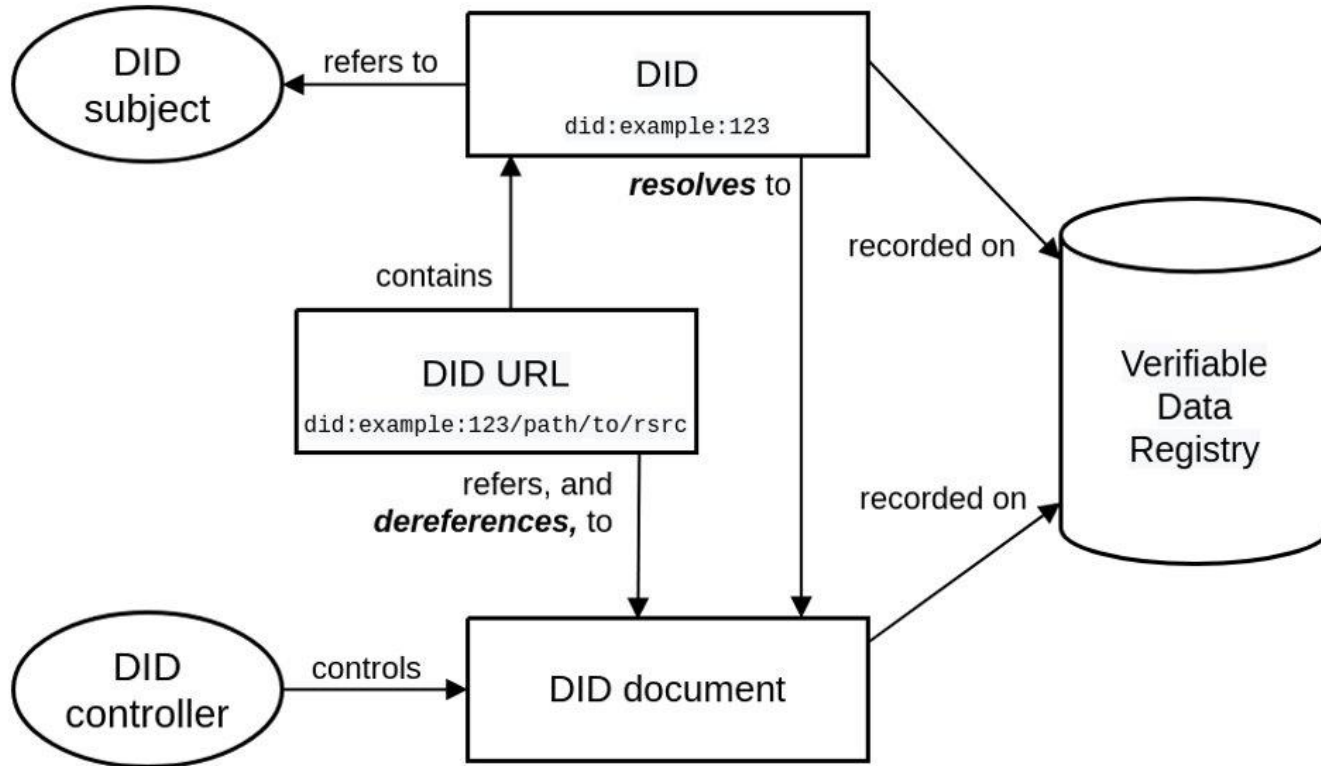 DID
subject
refers to
DID
did:example:123
resolves to
recorded on
contains
DID URL
did:example:123/path/to/rsrc
Verifiable
Data
Registry
refers, and
dereferences, to
recorded on
DID
controller
controls
DID document